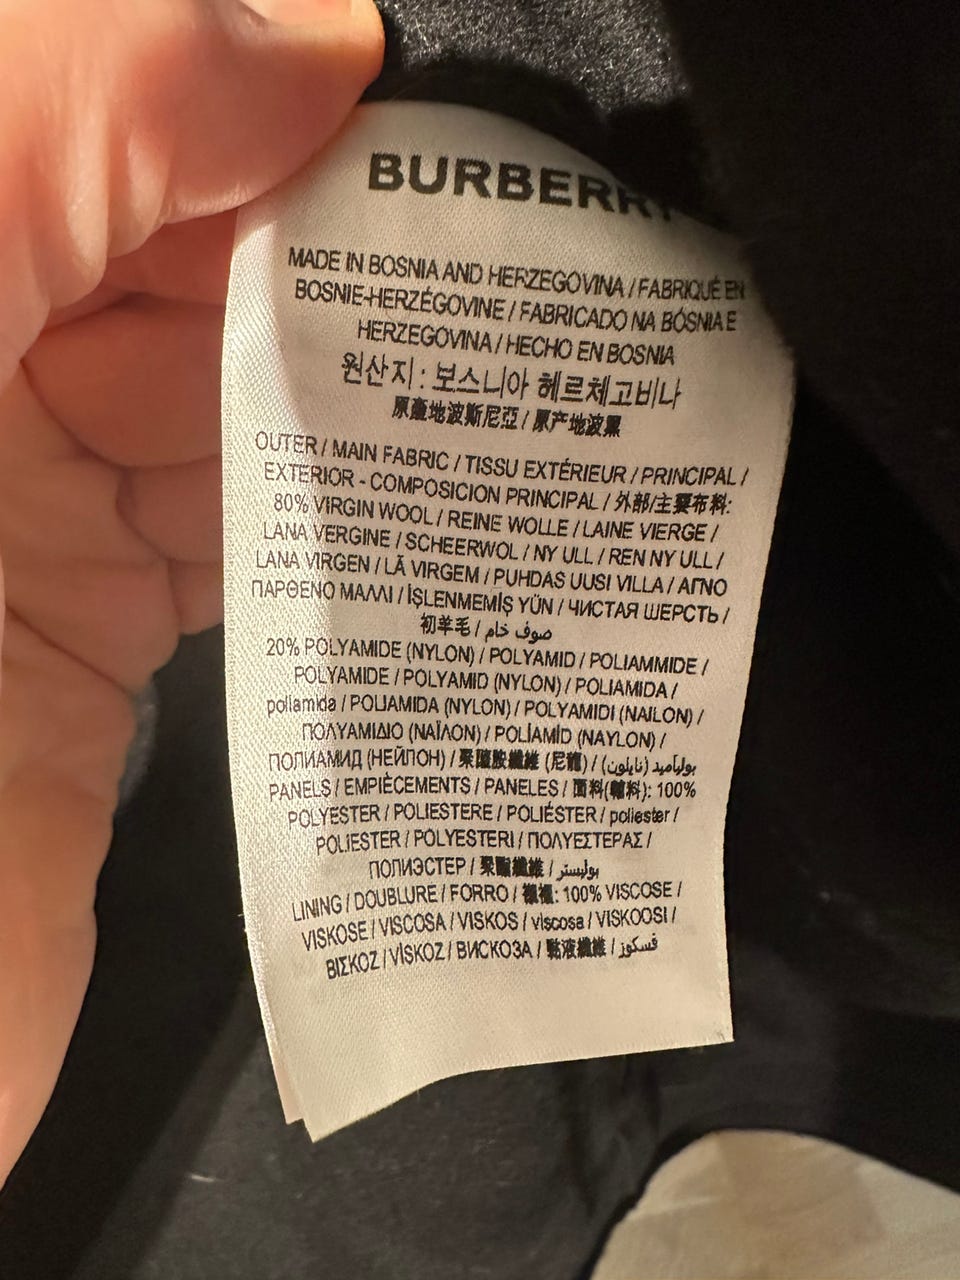 BURBERRY
MADE IN BOSNIA AND HERZEGOVINA / FABRIQUÉ EN
BOSNIE-HERZÉGOVINE / FABRICADO NA BÓSNIA E
HERZEGOVINA / HECHO EN BOSNIA
원산지 : 보스니아 헤르체고비나
原產地波斯尼亞 / 原产地波黑
OUTER / MAIN FABRIC / TISSU EXTÉRIEUR / PRINCIPAL /
EXTERIOR - COMPOSICION PRINCIPAL / 外部/主要布料:
80% VIRGIN WOOL / REINE WOLLE / LAINE VIERGE /
LANA VERGINE / SCHEERWOL / NY ULL / REN NY ULL /
LANA VIRGEN / LÃ VIRGEM / PUHDAS UUSI VILLA / ΑΓΝΟ
ΠΑΡΘΕΝΟ ΜΑΛΛΙ / İŞLENMEMİŞ YÜN / ЧИСТАЯ ШЕРСТЬ /
初羊毛 / صوف خام
20% POLYAMIDE (NYLON) / POLYAMID / POLIAMMIDE /
POLYAMIDE / POLYAMID (NYLON) / POLIAMIDA /
poliamida / POLIAMIDA (NYLON) / POLYAMIDI (NAILON) /
ΠΟΛΥΑΜΙΔΙΟ (ΝΑΪΛΟΝ) / POLİAMİD (NAYLON) /
ПОЛИАМИД (НЕЙЛОН) / 聚醯胺纖維 (尼龍) / بوليأميد (نايلون)
PANELS / EMPIÈCEMENTS / PANELES / 面料(輔料): 100%
POLYESTER / POLIESTERE / POLIÉSTER / poliester /
POLIESTER / POLYESTERI / ΠΟΛΥΕΣΤΕΡΑΣ /
ПОЛИЭСТЕР / 聚酯纖維 / بوليستر
LINING / DOUBLURE / FORRO / 裡襯: 100% VISCOSE /
VISKOSE / VISCOSA / VISKOS / viscosa / VISKOOSI /
ΒΙΣΚΟΖ / VİSKOZ / ВИСКОЗА / 黏液纖維 / فسكوز